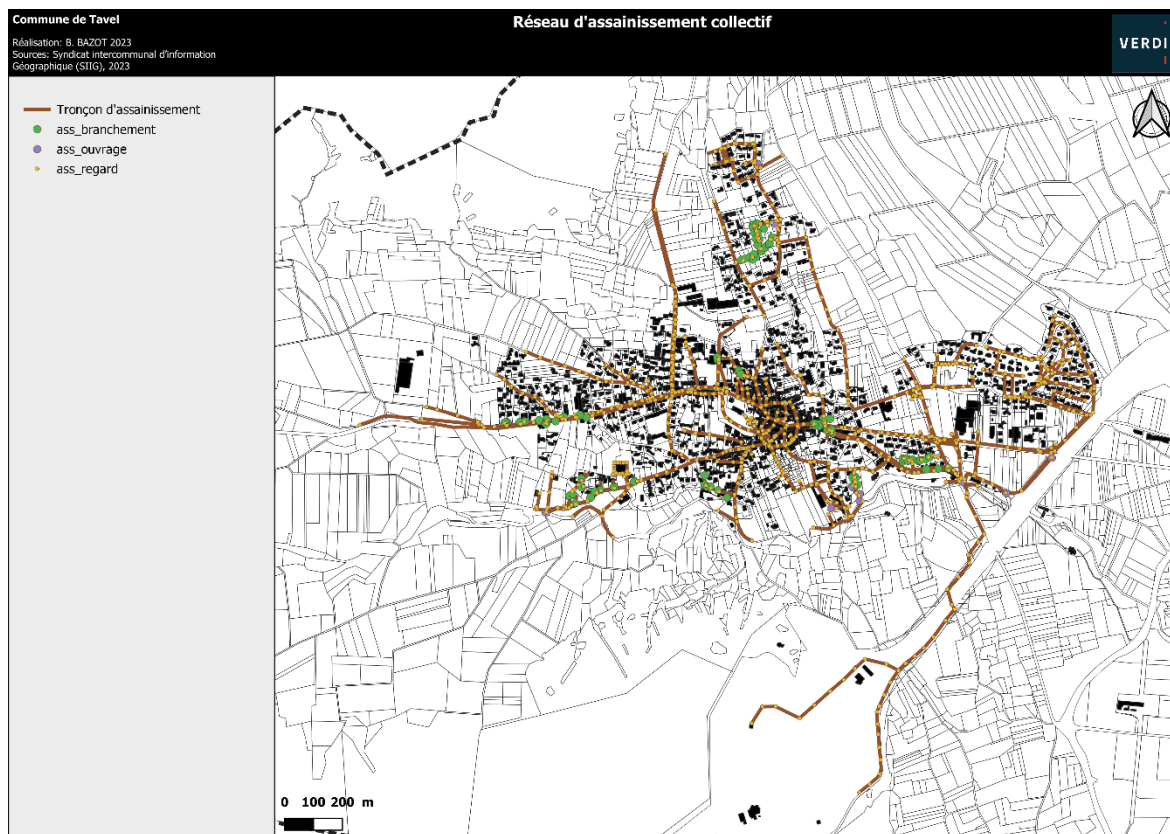 Commune de Tavel
Réseau d'assainissement collectif
Réalisation: B. BAZOT 2023
Sources: Syndicat intercommunal d'information
Géographique (SIIG), 2023
VERDI
Tronçon d'assainissement
ass_branchement
ass_ouvrage
ass_regard
0 100 200 m